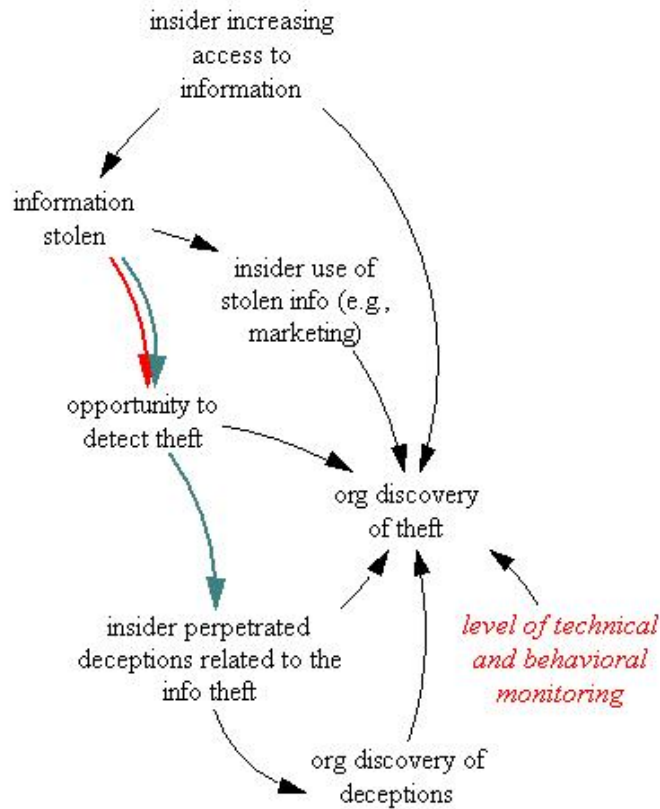 insider increasing
access to
information
information
stolen
insider use of
stolen info (e.g.,
marketing)
opportunity to
detect theft
org discovery
of theft
insider perpetrated
deceptions related to the
info theft
level of technical
and behavioral
monitoring
org discovery of
deceptions